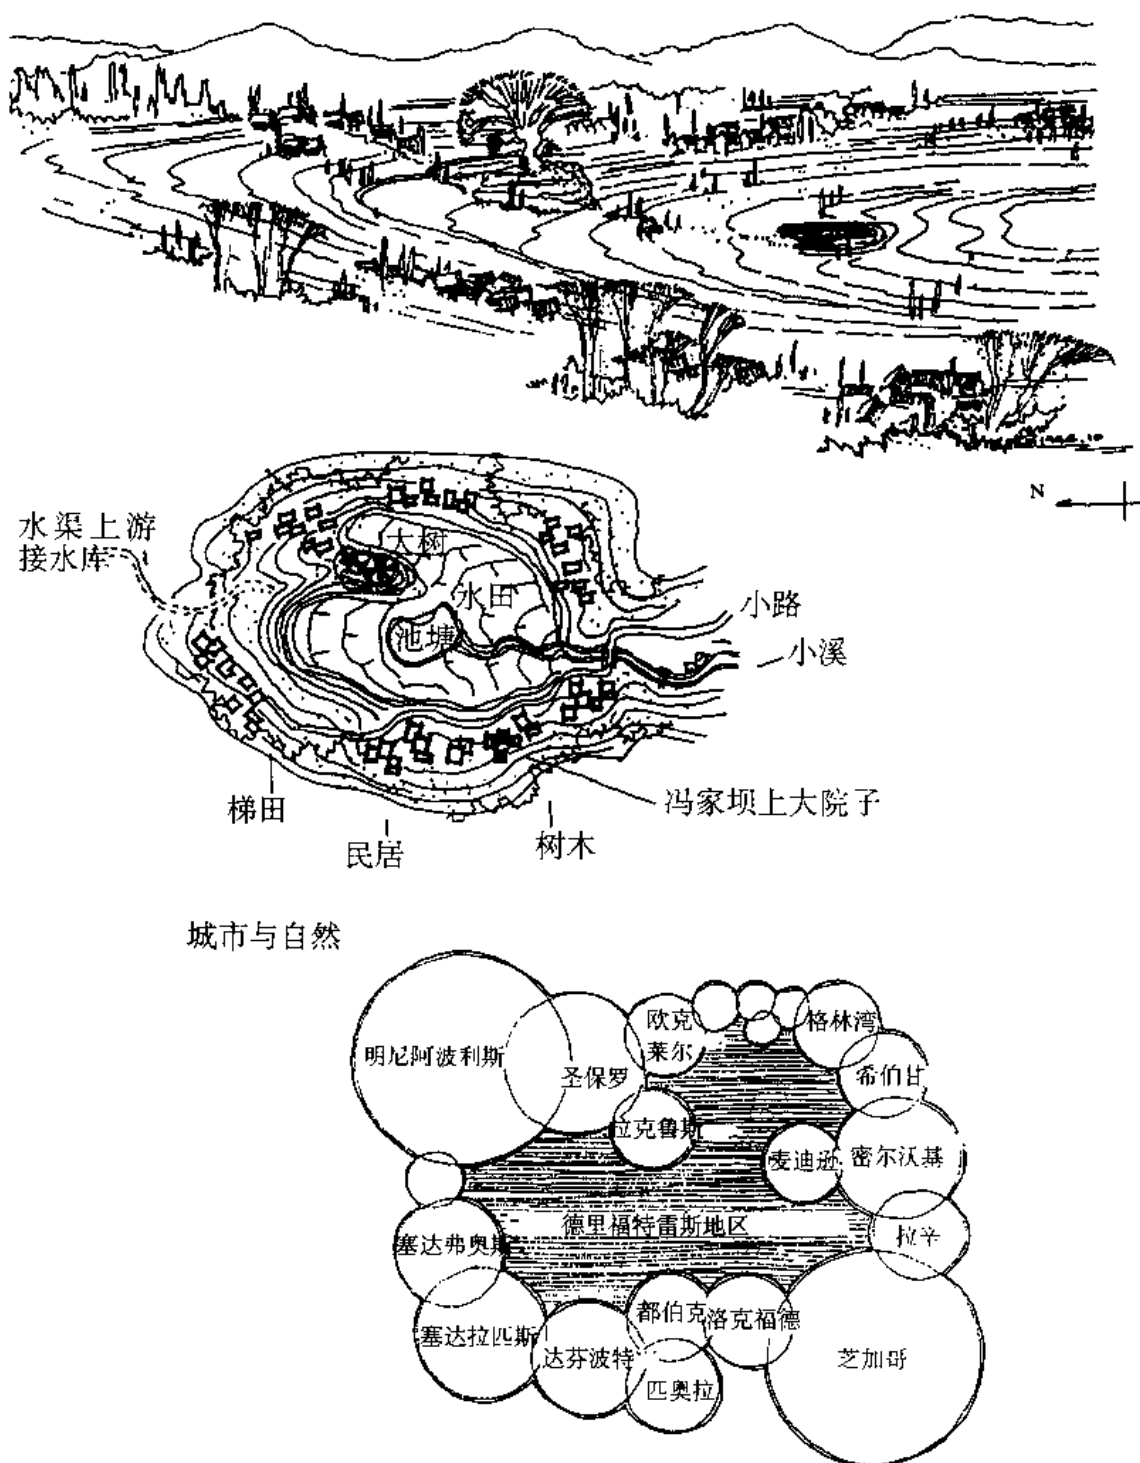 N
水渠上游
接水库
大树
水田
池塘
小路
小溪
梯田
民居
树木
冯家坝上大院子
城市与自然
明尼阿波利斯
圣保罗
欧克
莱尔
格林湾
希伯甘
拉克鲁斯
麦迪逊
密尔沃基
德里福特雷斯地区
拉辛
塞达弗奥斯
塞达拉匹斯
达芬波特
都伯克
洛克福德
匹奥拉
芝加哥